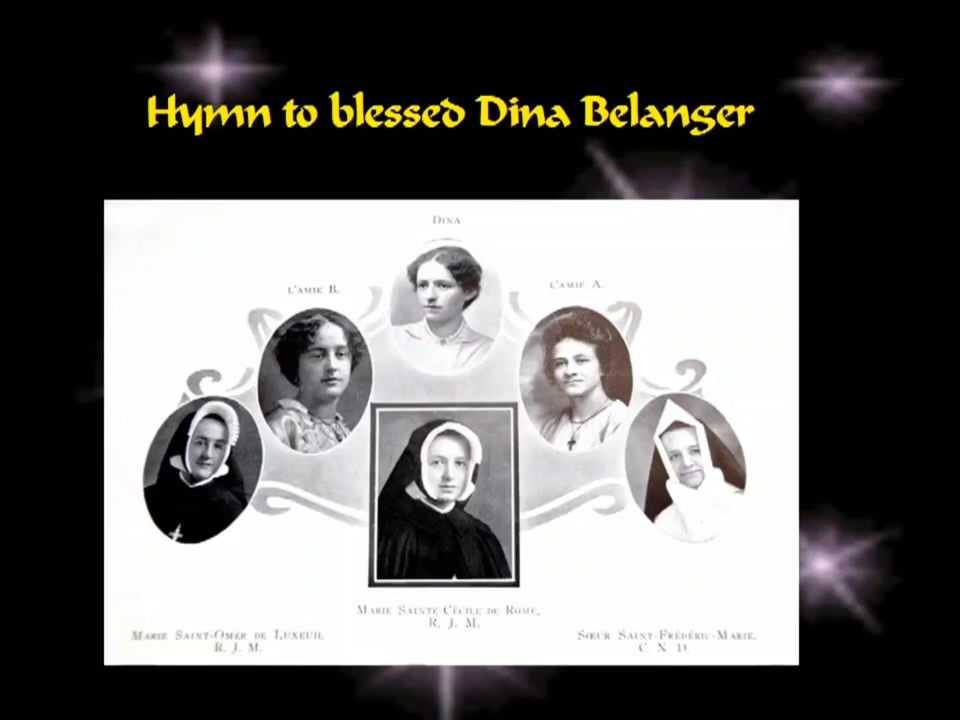 Hymn to blessed Dina Belanger
Dina
L'AMIE B.
L'AMIE A.
Marie Sainte-Cécile de Rome,
R. J. M.
Marie Saint-Omer de Luxeuil,
R. J. M.
Sœur Saint-Frédéric-Marie,
C. N. D.